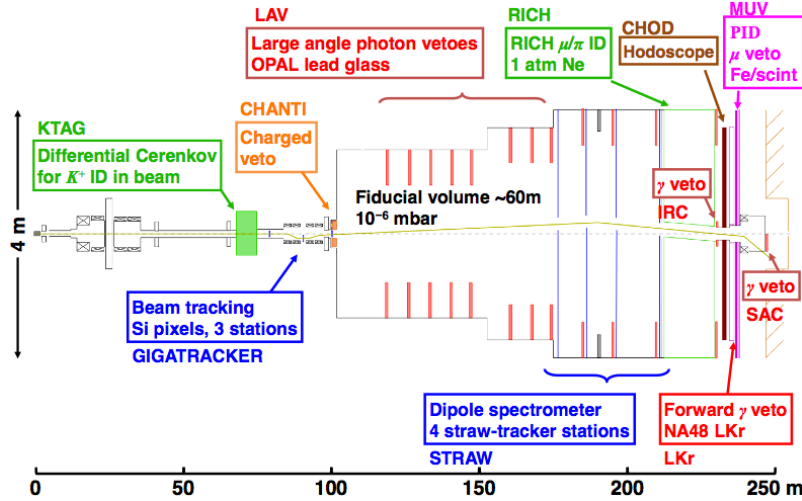 LAV
Large angle photon vetoes
OPAL lead glass
RICH
RICH μ/π ID
1 atm Ne
CHOD
Hodoscope
MUV
PID
μ veto
Fe/scint
KTAG
Differential Cerenkov
for K⁺ ID in beam
CHANTI
Charged
veto
Fiducial volume ~60m
10⁻⁶ mbar
γ veto
IRC
4 m
Beam tracking
Si pixels, 3 stations
GIGATRACKER
γ veto
SAC
Dipole spectrometer
4 straw-tracker stations
STRAW
Forward γ veto
NA48 LKr
LKr
0 50 100 150 200 250 m